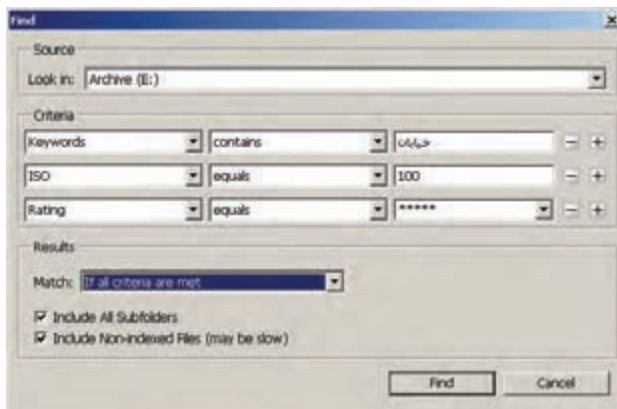 Find
Source
Look in: Archive (E:)
Criteria
Keywords contains خیابان
ISO equals 100
Rating equals *****
Results
Match: If all criteria are met
Include All Subfolders
Include Non-indexed Files (may be slow)
Find Cancel